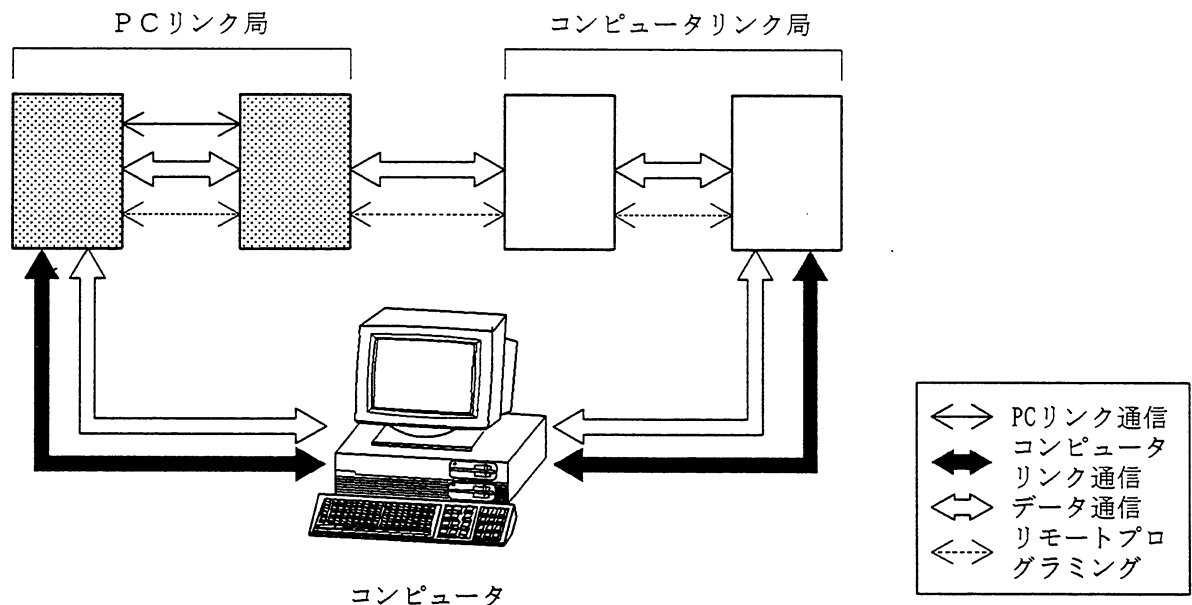 PCリンク局
コンピュータリンク局
コンピュータ
PCリンク通信
コンピュータ
リンク通信
データ通信
リモートプロ
グラミング